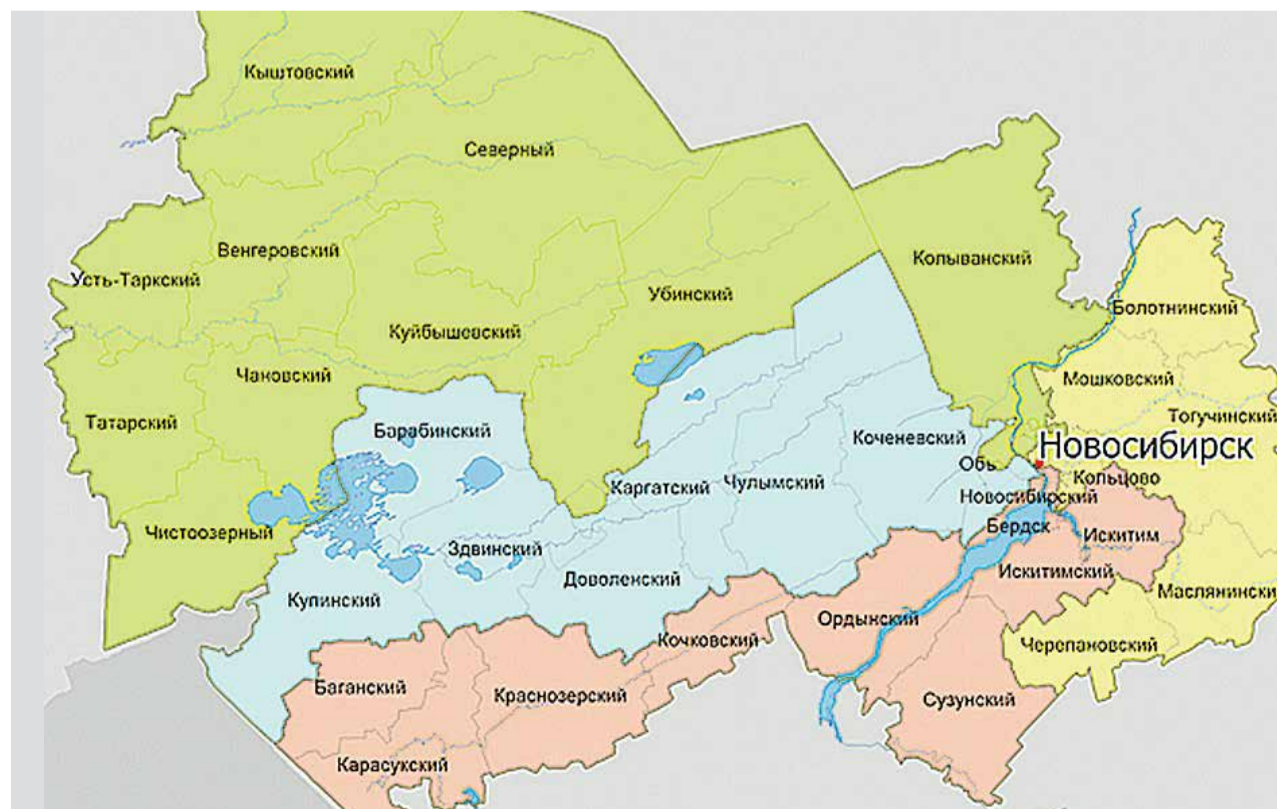 Кыштовский
Северный
Венгеровский
Усть-Таркский
Колыванский
Убинский
Болотнинский
Куйбышевский
Чановский
Мошковский
Татарский
Тогучинский
Барабинский
Коченевский
Новосибирск
Обь
Каргатский
Чулымский
Кольцово
Новосибирский
Чистоозерный
Бердск
Искитим
Здвинский
Доволенский
Искитимский
Маслянински
Купинский
Ордынский
Кочковский
Черепановский
Баганский
Краснозерский
Сузунский
Карасукский